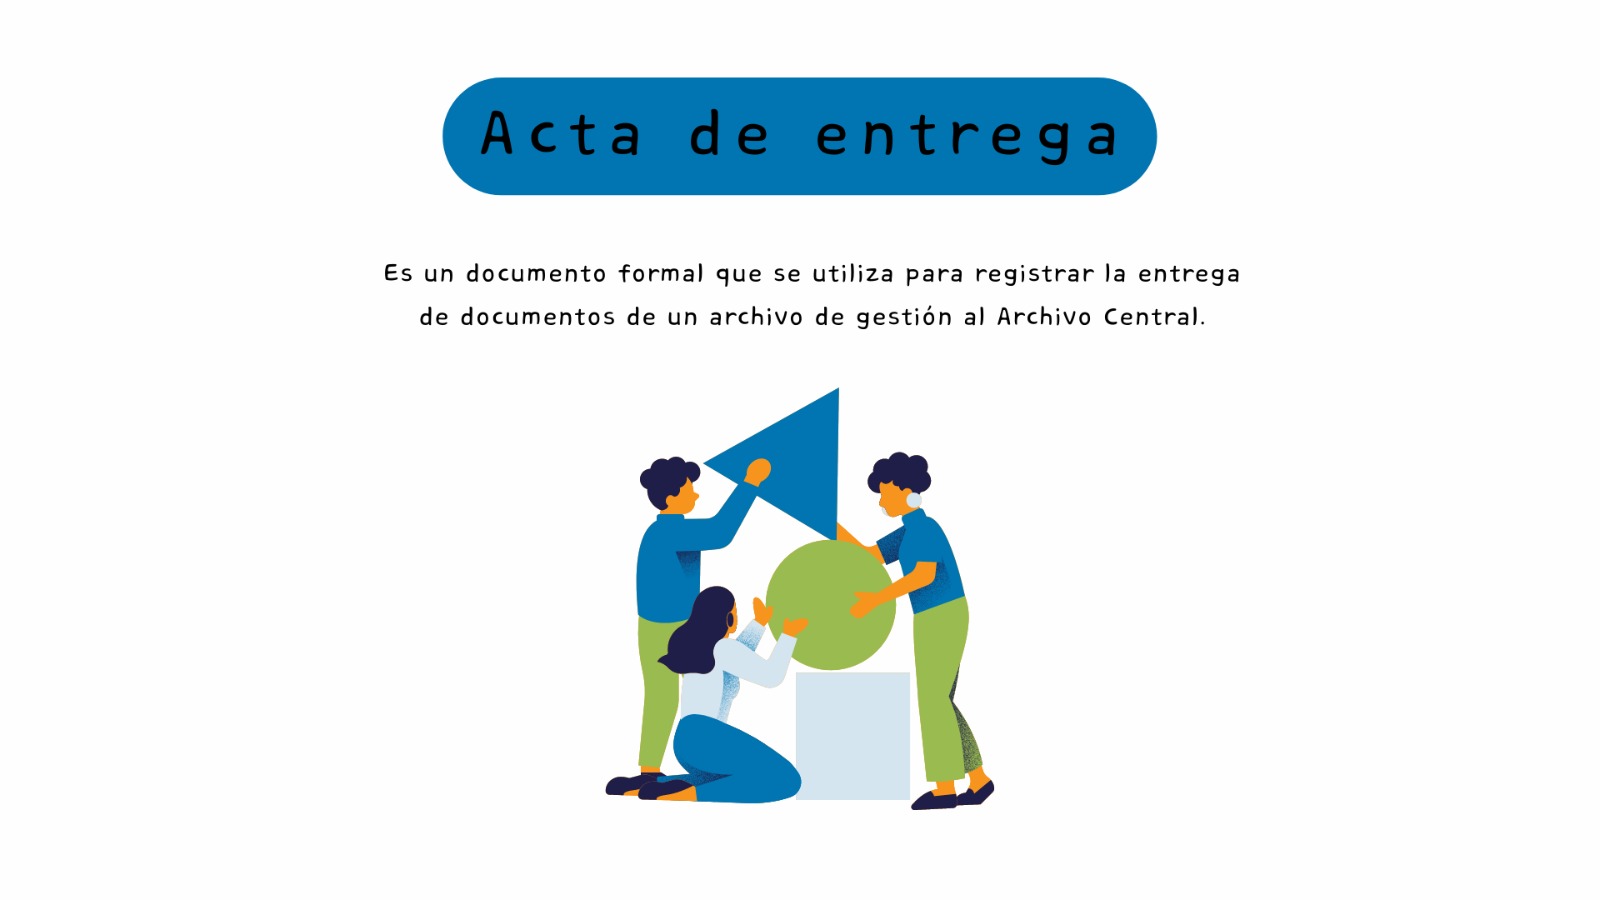 Acta de entrega
Es un documento formal que se utiliza para registrar la entrega
de documentos de un archivo de gestión al Archivo Central.